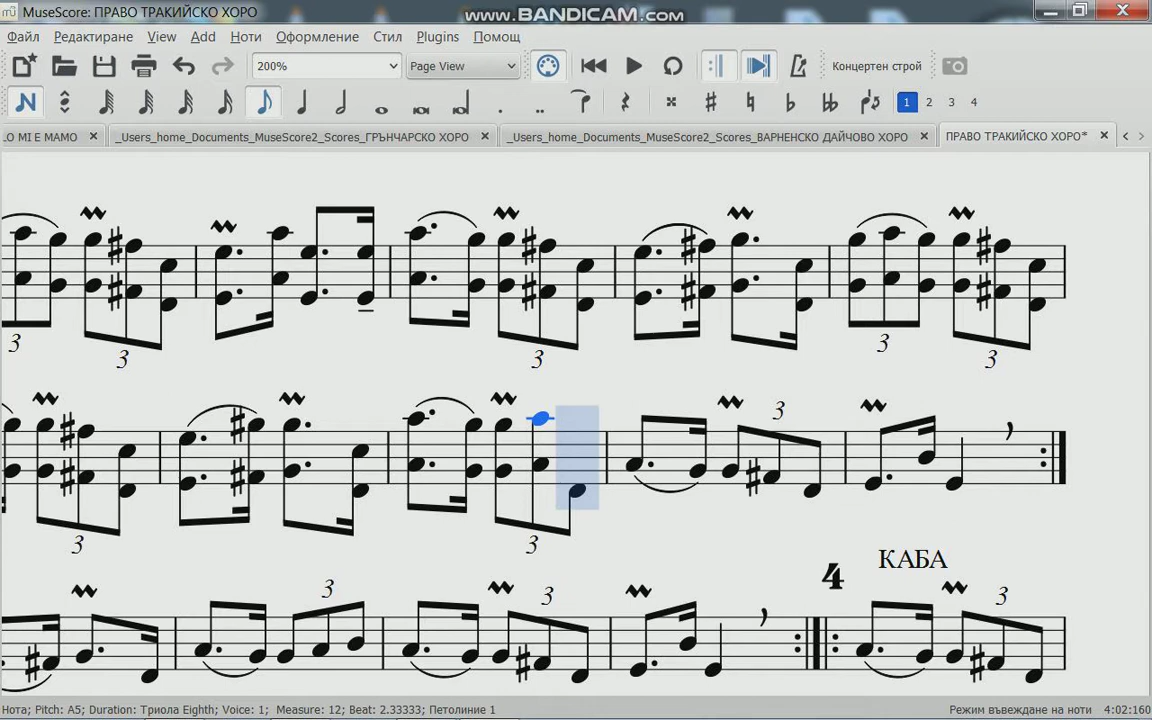 MuseScore: ПРАВО ТРАКИЙСКО ХОРО
www.BANDICAM.com
Файл Редактиране View Add Ноти Оформление Стил Plugins Помощ
200% Page View Концертен строй
1 2 3 4
.О МІ Е МАМО _Users_home_Documents_MuseScore2_Scores_ГРЪНЧАРСКО ХОРО _Users_home_Documents_MuseScore2_Scores_ВАРНЕНСКО ДАЙЧОВО ХОРО ПРАВО ТРАКИЙСКО ХОРО*
3 3 3 3 3
3 3 3
КАБА
4
3 3 3
Нота; Pitch: A5; Duration: Триола Eighth; Voice: 1; Measure: 12; Beat: 2.33333; Петолиние 1 Режим въвеждане на ноти 4:02:160